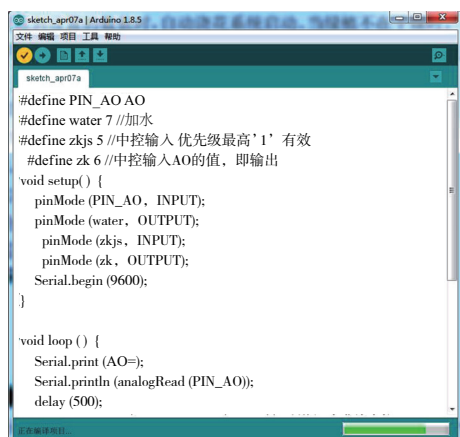 sketch_apr07a | Arduino 1.8.5
文件 编辑 项目 工具 帮助
sketch_apr07a
#define PIN_AO AO
#define water 7 //加水
#define zkjs 5 //中控输入 优先级最高’1’有效
#define zk 6 //中控输入AO的值，即输出
void setup( ) {
pinMode (PIN_AO，INPUT);
pinMode (water，OUTPUT);
pinMode (zkjs，INPUT);
pinMode (zk，OUTPUT);
Serial.begin (9600);
}
void loop ( ) {
Serial.print (AO=);
Serial.println (analogRead (PIN_AO));
delay (500);
正在编译项目...